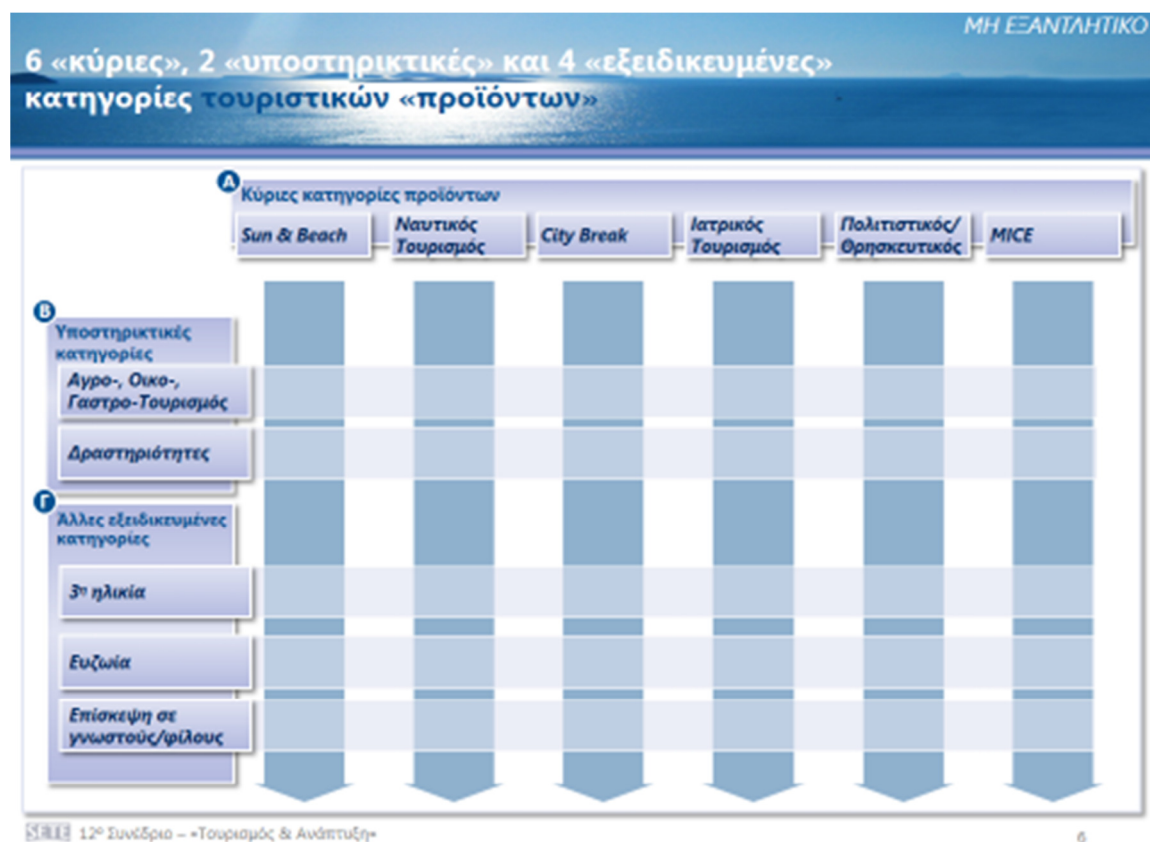 ΜΗ ΕΞΑΝΤΛΗΤΙΚΟ
6 «κύριες», 2 «υποστηρικτικές» και 4 «εξειδικευμένες»
κατηγορίες τουριστικών «προϊόντων»
Α
Κύριες κατηγορίες προϊόντων
Sun & Beach
Ναυτικός
Τουρισμός
City Break
Ιατρικός
Τουρισμός
Πολιτιστικός/
Θρησκευτικός
MICE
Β
Υποστηρικτικές
κατηγορίες
Αγρο-, Οικο-,
Γαστρο-Τουρισμός
Δραστηριότητες
Γ
Άλλες εξειδικευμένες
κατηγορίες
3η ηλικία
Ευζωία
Επίσκεψη σε
γνωστούς/φίλους
SETE 12ο Συνέδριο – «Τουρισμός & Ανάπτυξη»
6